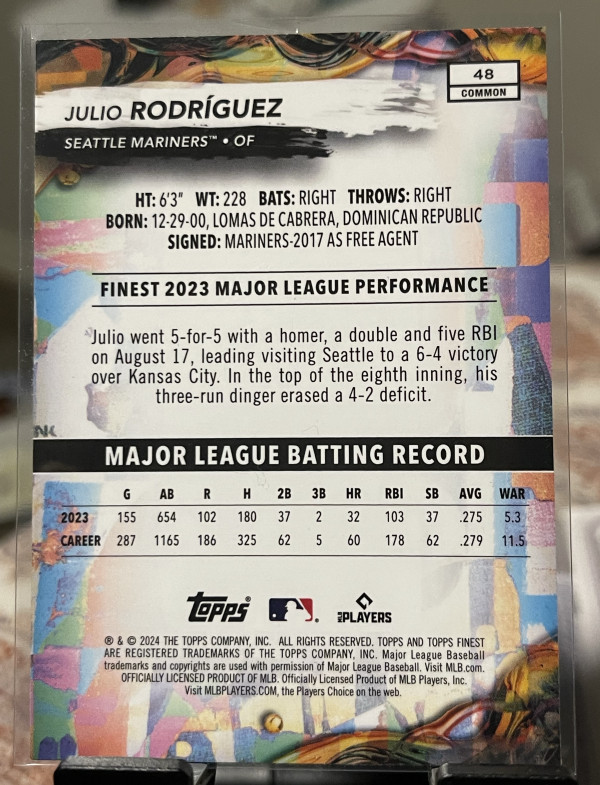 48
COMMON
JULIO RODRÍGUEZ
SEATTLE MARINERS™ • OF
HT: 6'3" WT: 228 BATS: RIGHT THROWS: RIGHT
BORN: 12-29-00, LOMAS DE CABRERA, DOMINICAN REPUBLIC
SIGNED: MARINERS-2017 AS FREE AGENT
FINEST 2023 MAJOR LEAGUE PERFORMANCE
Julio went 5-for-5 with a homer, a double and five RBI
on August 17, leading visiting Seattle to a 6-4 victory
over Kansas City. In the top of the eighth inning, his
three-run dinger erased a 4-2 deficit.
MAJOR LEAGUE BATTING RECORD
G AB R H 2B 3B HR RBI SB AVG WAR
2023 155 654 102 180 37 2 32 103 37 .275 5.3
CAREER 287 1165 186 325 62 5 60 178 62 .279 11.5
Topps® MLB PLAYERS
® & © 2024 THE TOPPS COMPANY, INC. ALL RIGHTS RESERVED. TOPPS AND TOPPS FINEST
ARE REGISTERED TRADEMARKS OF THE TOPPS COMPANY, INC. Major League Baseball
trademarks and copyrights are used with permission of Major League Baseball. Visit MLB.com.
OFFICIALLY LICENSED PRODUCT OF MLB. Officially Licensed Product of MLB Players, Inc.
Visit MLBPLAYERS.COM, the Players Choice on the web.